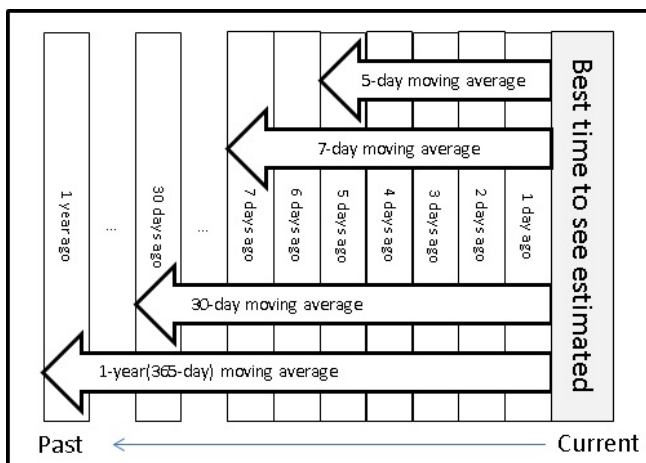 5-day moving average
7-day moving average
1 year ago
...
30 days ago
...
7 days ago
6 days ago
5 days ago
4 days ago
3 days ago
2 days ago
1 day ago
Best time to see estimated
30-day moving average
1-year(365-day) moving average
Past
Current